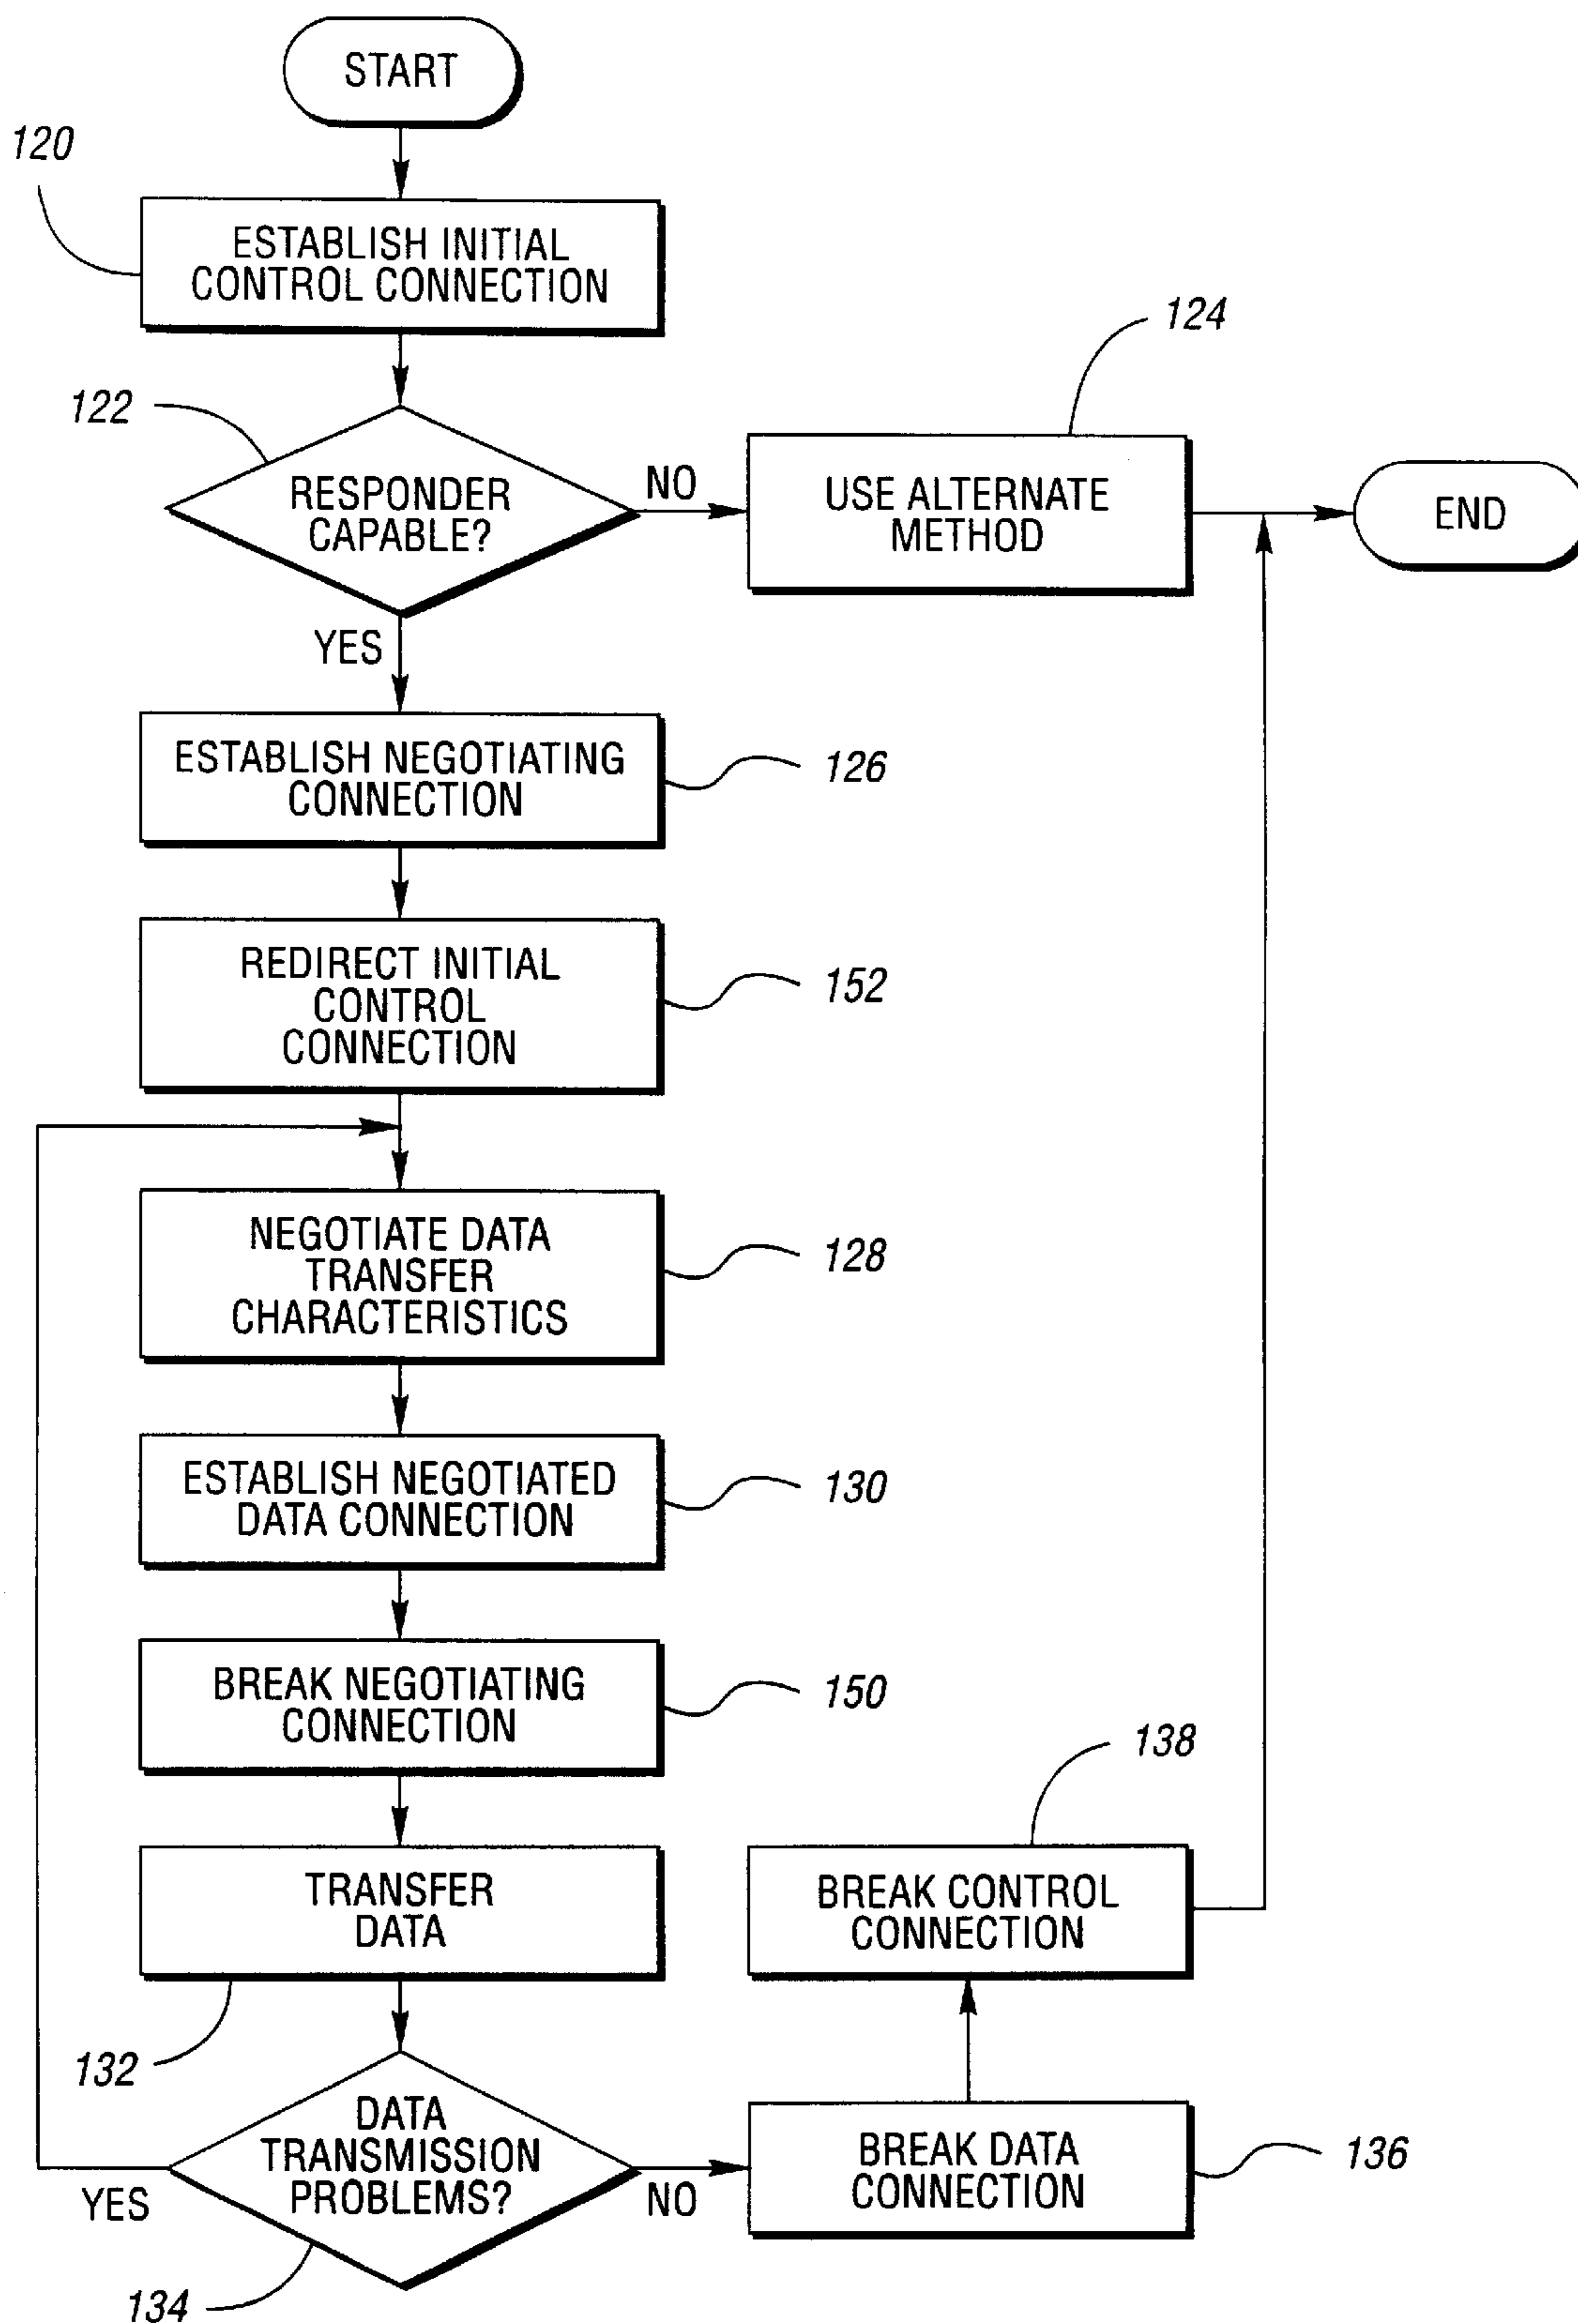 START
120
ESTABLISH INITIAL
CONTROL CONNECTION
124
122
RESPONDER
CAPABLE?
NO
USE ALTERNATE
METHOD
END
YES
ESTABLISH NEGOTIATING
CONNECTION
126
REDIRECT INITIAL
CONTROL
CONNECTION
152
NEGOTIATE DATA
TRANSFER
CHARACTERISTICS
128
ESTABLISH NEGOTIATED
DATA CONNECTION
130
BREAK NEGOTIATING
CONNECTION
150
138
TRANSFER
DATA
BREAK CONTROL
CONNECTION
132
DATA
TRANSMISSION
PROBLEMS?
YES
NO
BREAK DATA
CONNECTION
136
134